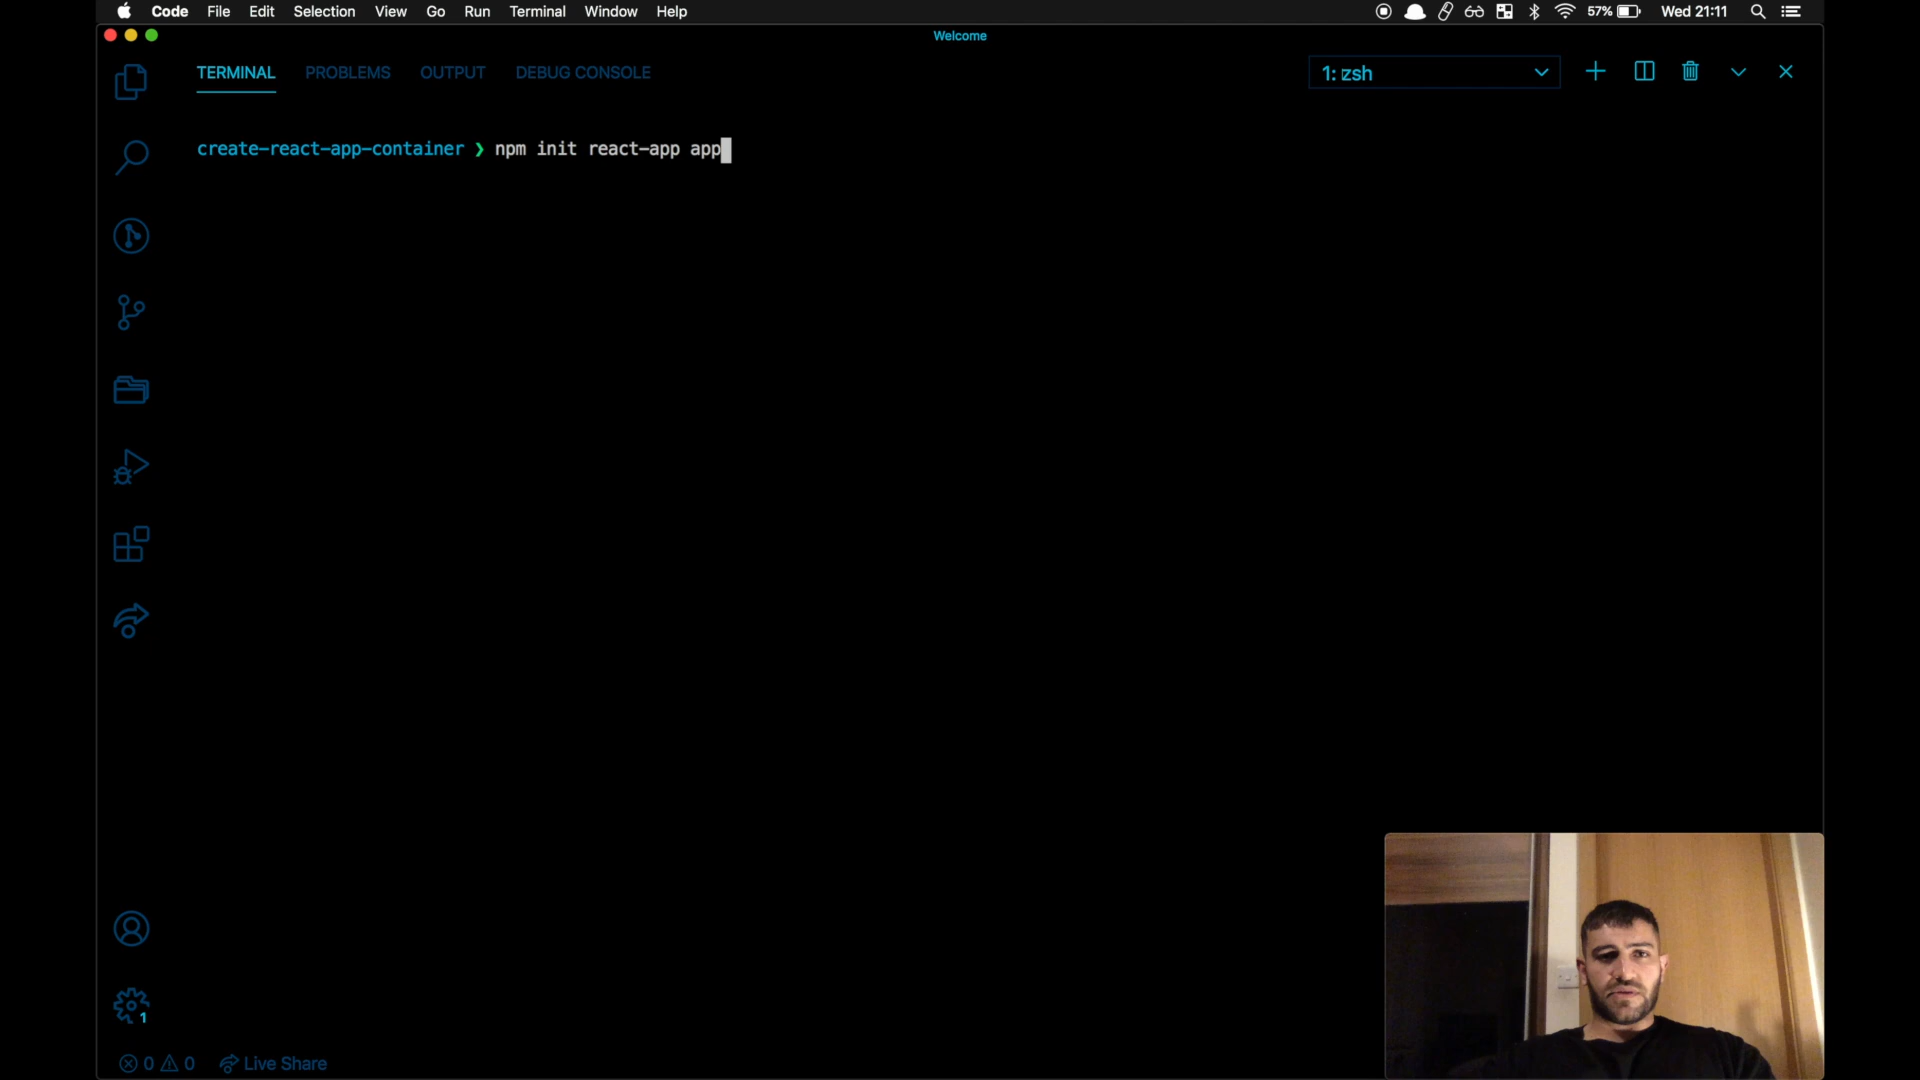 Code File Edit Selection View Go Run Terminal Window Help 57% Wed 21:11
Welcome
TERMINAL PROBLEMS OUTPUT DEBUG CONSOLE 1: zsh
create-react-app-container ❯ npm init react-app app
1
0 0 Live Share